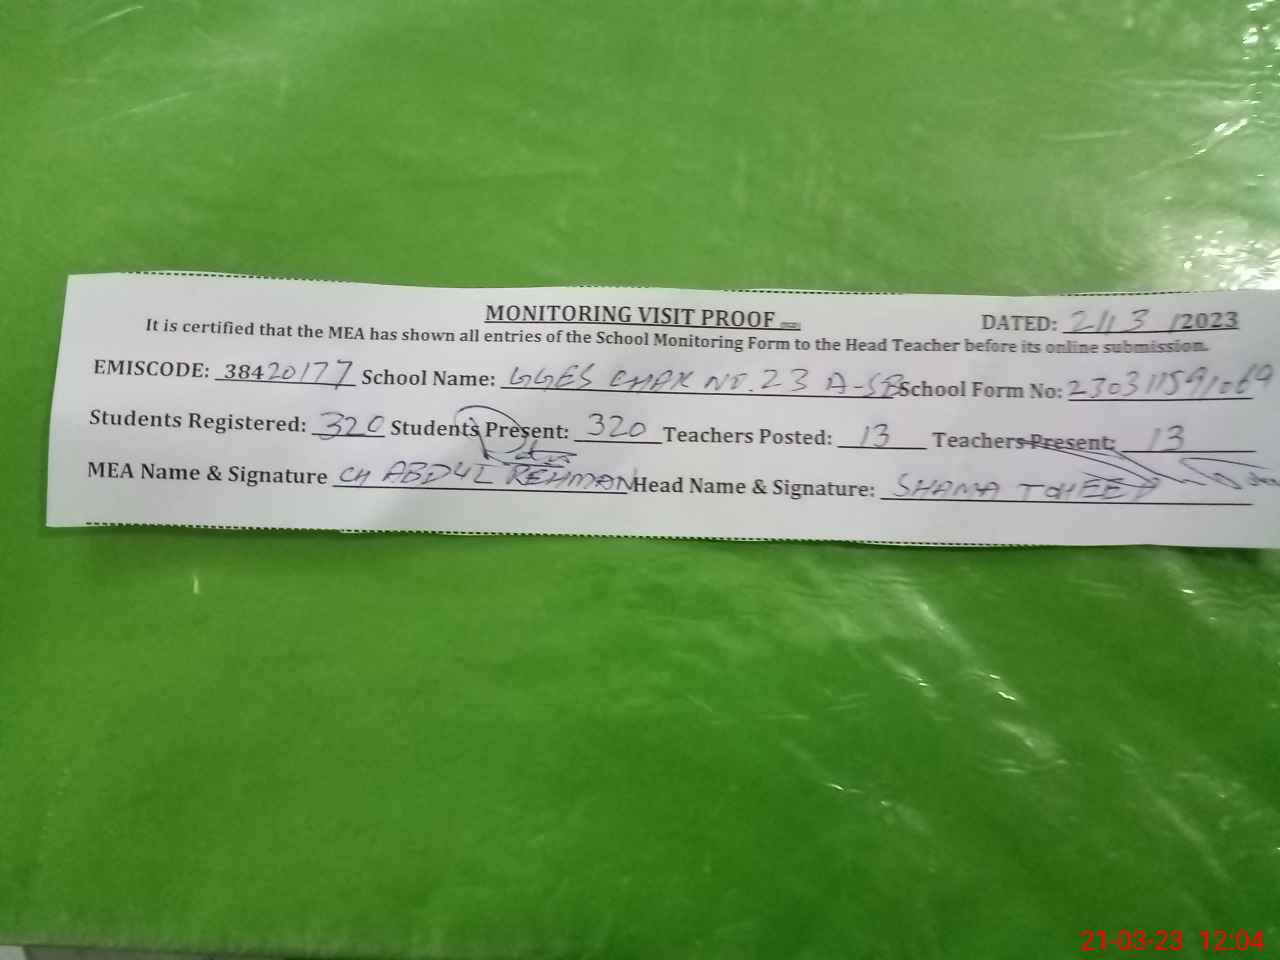 MONITORING VISIT PROOF
DATED: 21/3/2023
It is certified that the MEA has shown all entries of the School Monitoring Form to the Head Teacher before its online submission.
EMISCODE: 38420177 School Name: GGES CHAK NO. 23 A-SB School Form No: 230311591069
Students Registered: 320 Students Present: 320 Teachers Posted: 13 Teachers Present: 13
MEA Name & Signature CH ABDUL REHMAN Head Name & Signature: SHAMA TOHEED
21-03-23 12:04